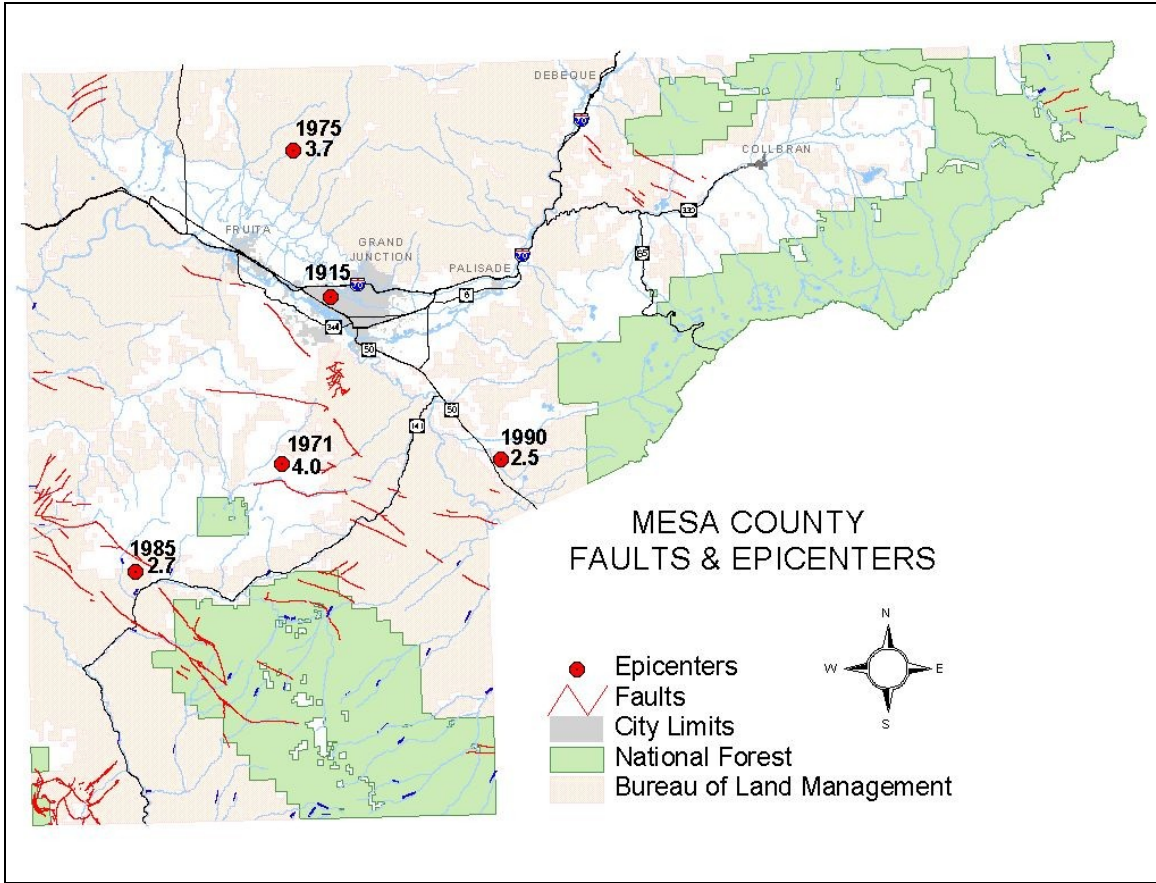 DEBEQUE
70
1975
3.7
COLLBRAN
330
FRUITA
GRAND
JUNCTION
70
65
PALISADE
1915
70
6
340
50
50
141
1971
4.0
1990
2.5
MESA COUNTY
FAULTS & EPICENTERS
1985
2.7
N
W
E
S
Epicenters
Faults
City Limits
National Forest
Bureau of Land Management